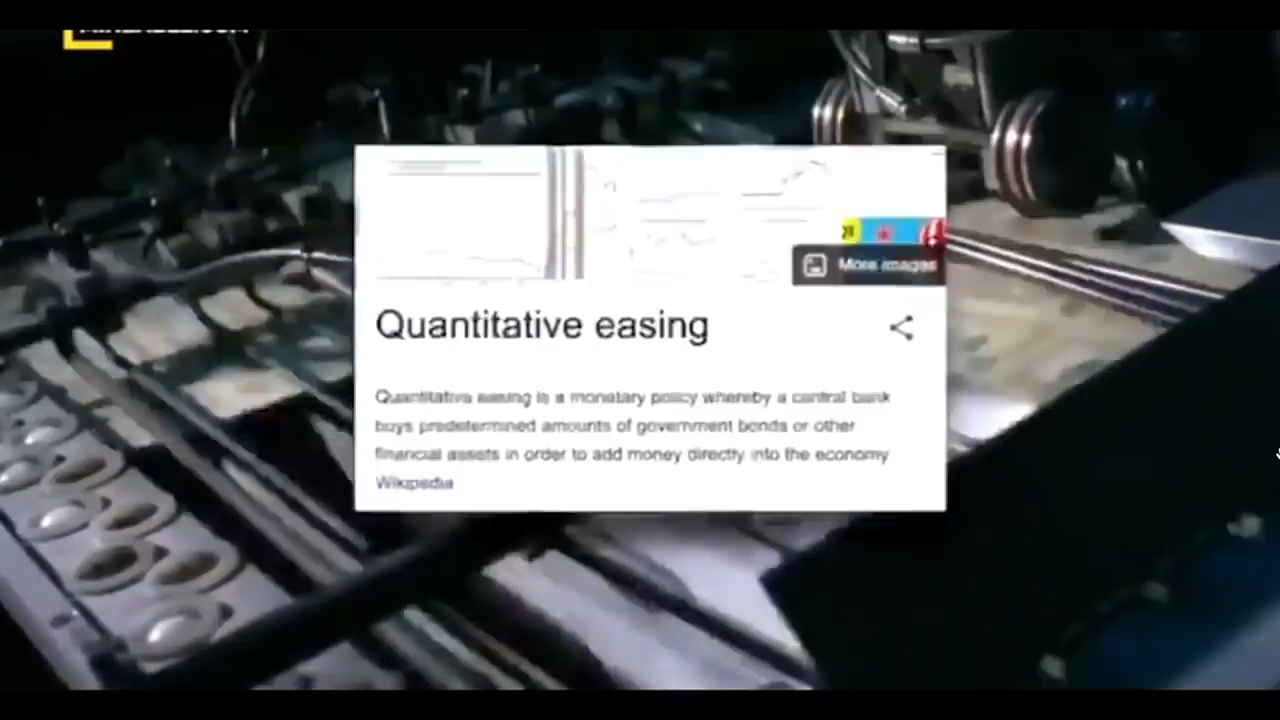 More images
Quantitative easing
Quantitative easing is a monetary policy whereby a central bank
buys predetermined amounts of government bonds or other
financial assets in order to add money directly into the economy
Wikipedia